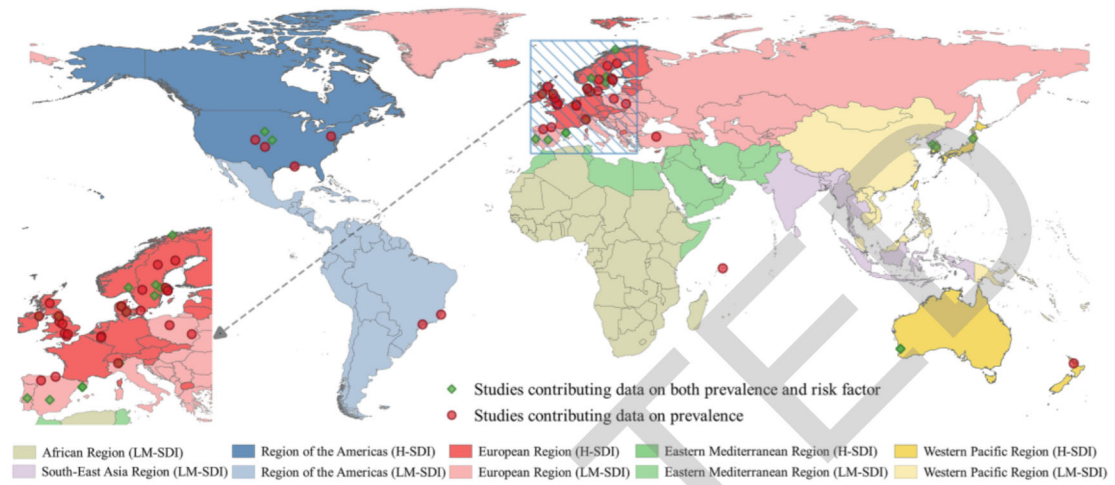 Studies contributing data on both prevalence and risk factor
Studies contributing data on prevalence
African Region (LM-SDI)
Region of the Americas (H-SDI)
European Region (H-SDI)
Eastern Mediterranean Region (H-SDI)
Western Pacific Region (H-SDI)
South-East Asia Region (LM-SDI)
Region of the Americas (LM-SDI)
European Region (LM-SDI)
Eastern Mediterranean Region (LM-SDI)
Western Pacific Region (LM-SDI)
TED